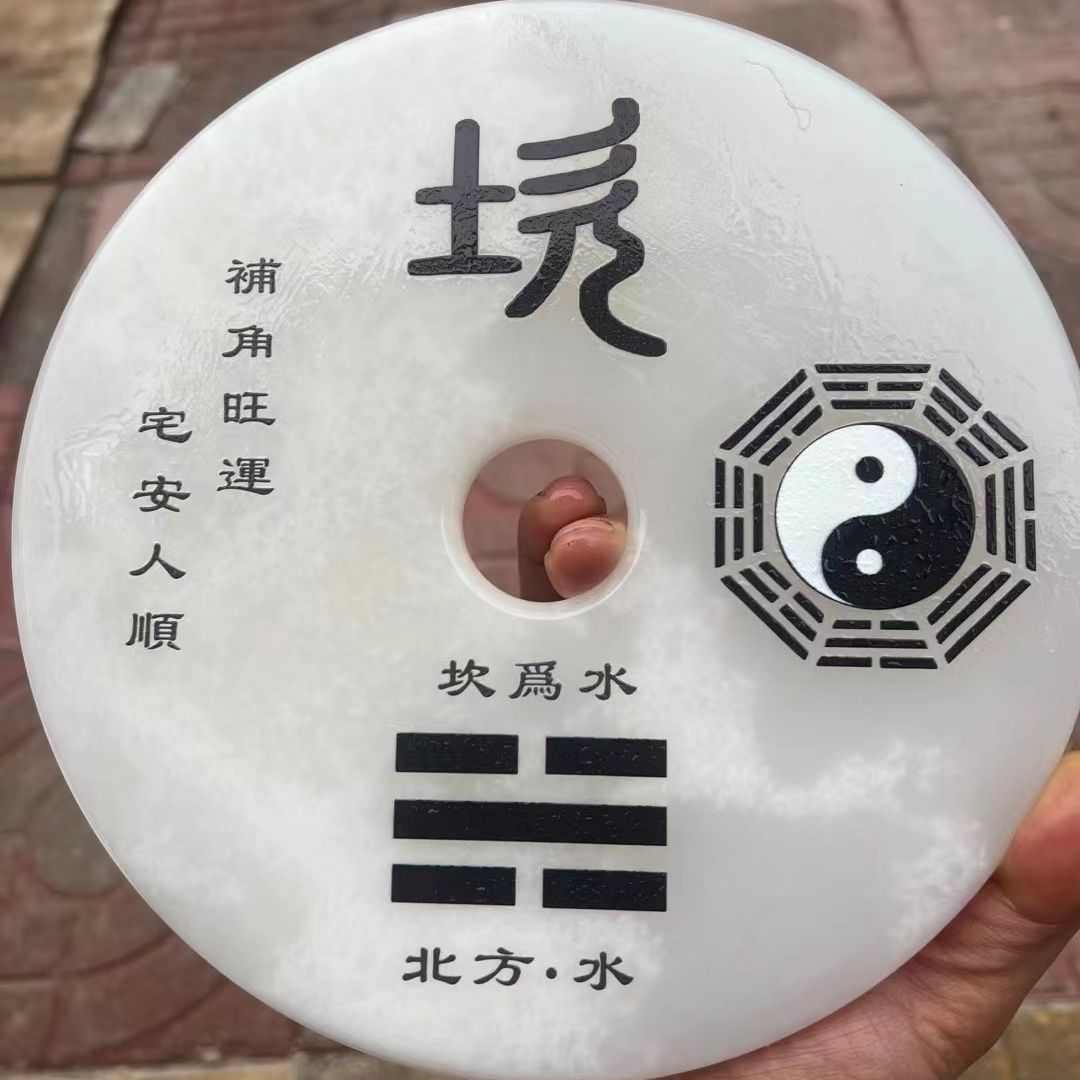 坎
補角旺運
宅安人順
坎爲水
北方·水